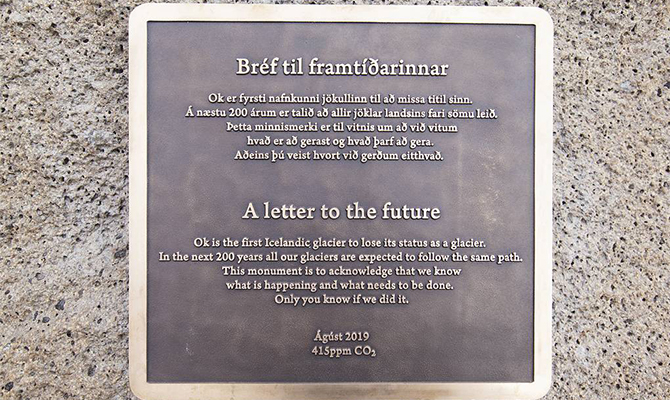 Bréf til framtíðarinnar
Ok er fyrsti nafnkunni jökullinn til að missa titil sinn.
Á næstu 200 árum er talið að allir jöklar landsins fari sömu leið.
Þetta minnismerki er til vitnis um að við vitum
hvað er að gerast og hvað þarf að gera.
Aðeins þú veist hvort við gerðum eitthvað.
A letter to the future
Ok is the first Icelandic glacier to lose its status as a glacier.
In the next 200 years all our glaciers are expected to follow the same path.
This monument is to acknowledge that we know
what is happening and what needs to be done.
Only you know if we did it.
Ágúst 2019
415ppm CO₂